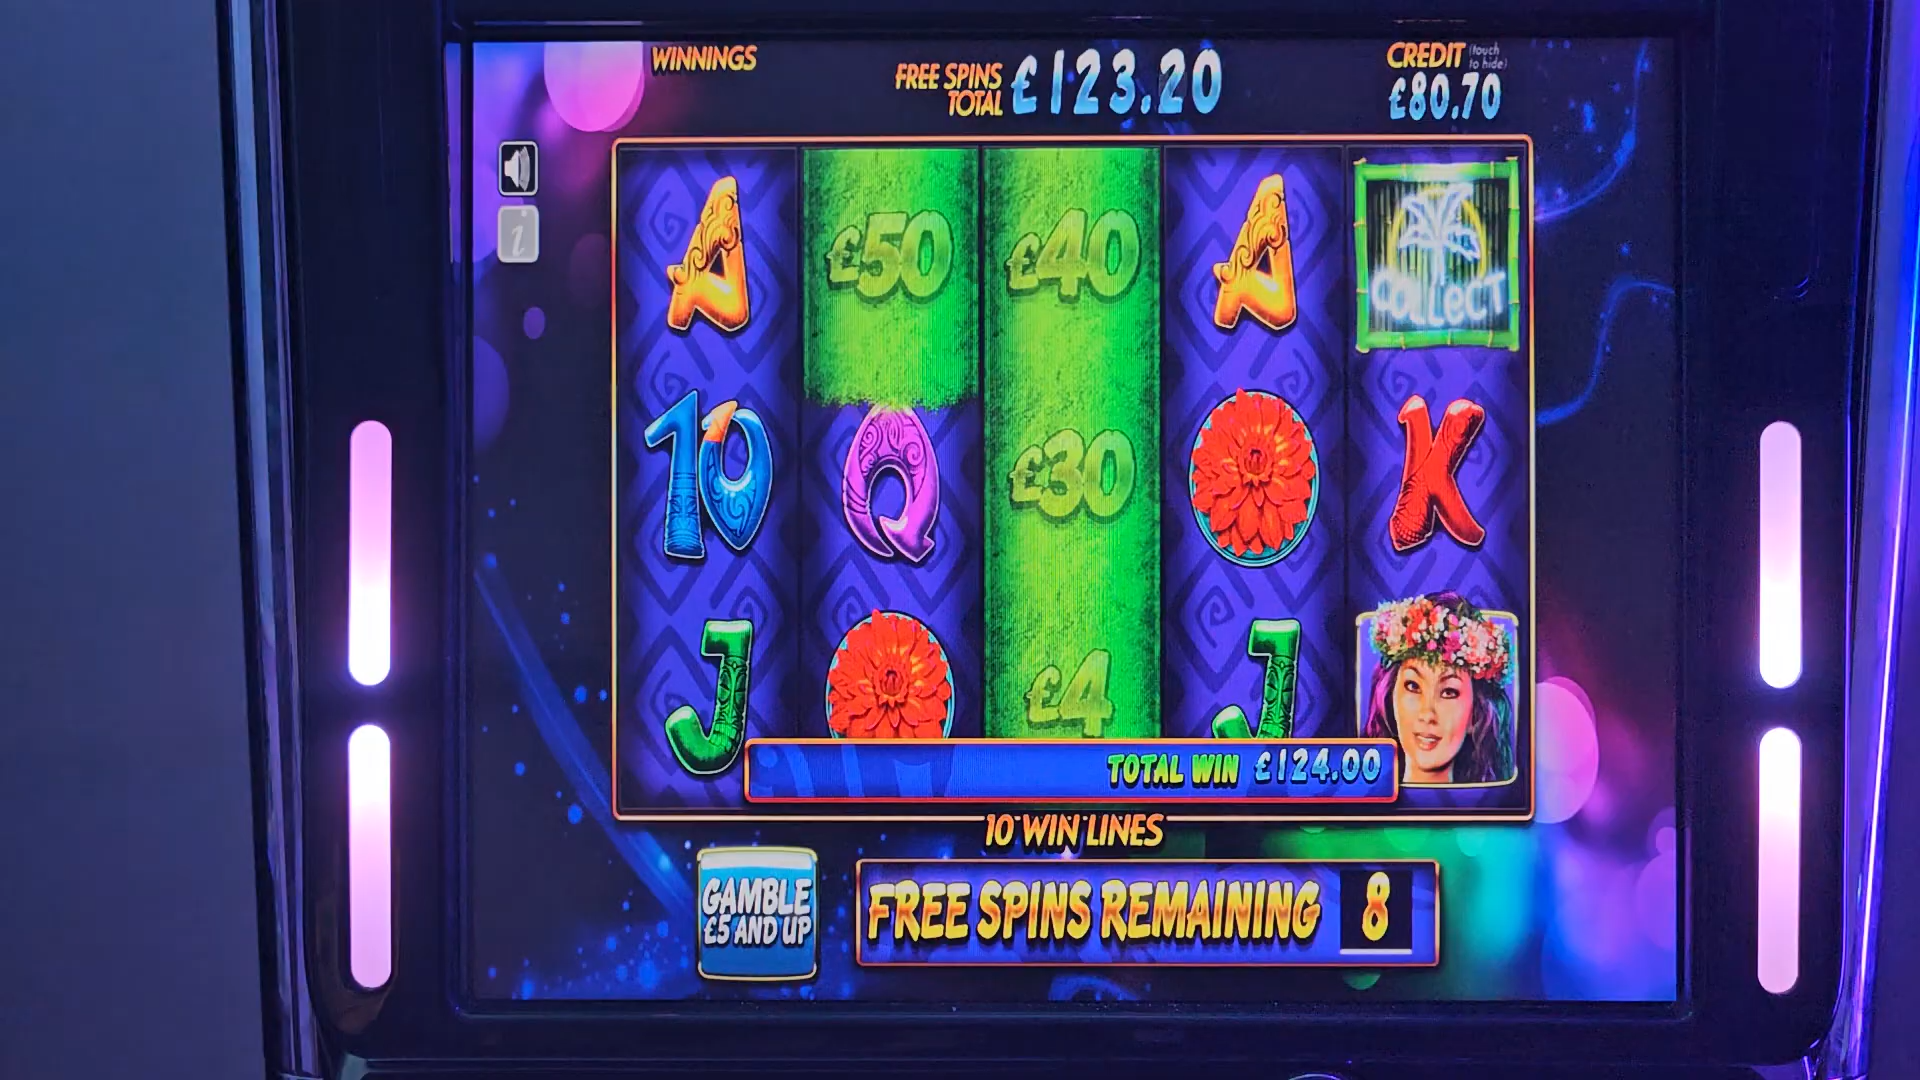 WINNINGS
FREE SPINS TOTAL £123.20
CREDIT (touch to hide)
£80.70
i
A £50 £40 A COLLECT
10 Q £30 K
J £4 J
TOTAL WIN £124.00
10 WIN LINES
GAMBLE
£5 AND UP
FREE SPINS REMAINING 8